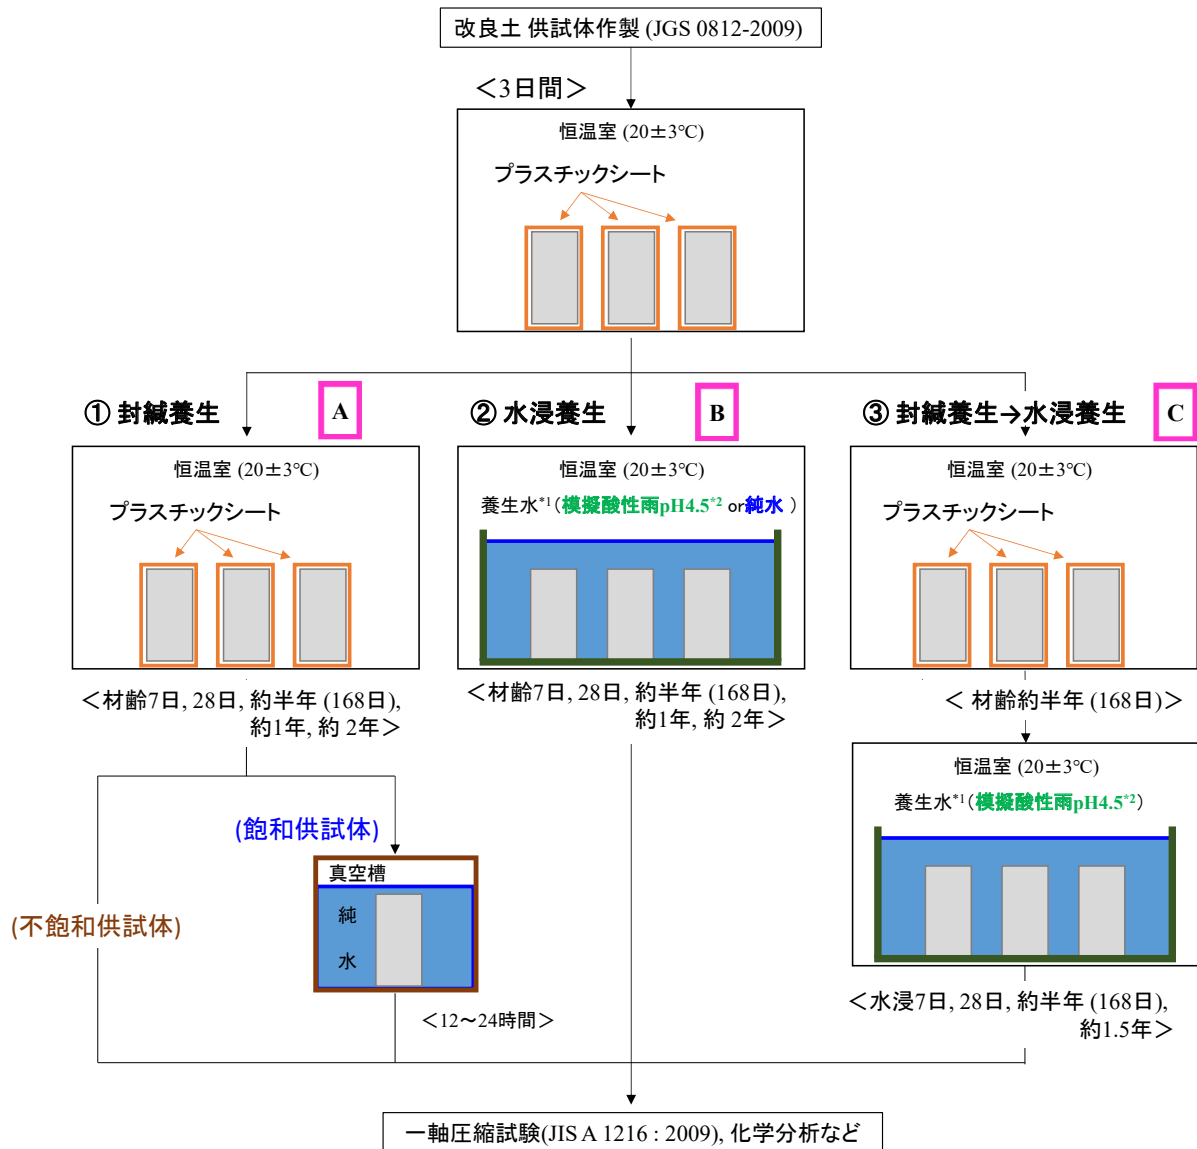 改良土 供試体作製 (JGS 0812-2009)
＜3日間＞
恒温室 (20±3℃)
プラスチックシート
① 封緘養生
A
恒温室 (20±3℃)
プラスチックシート
＜材齢7日, 28日, 約半年 (168日),
約1年, 約 2年＞
② 水浸養生
B
恒温室 (20±3℃)
養生水*1（模擬酸性雨pH4.5*2 or純水 ）
＜材齢7日, 28日, 約半年 (168日),
約1年, 約 2年＞
③ 封緘養生→水浸養生
C
恒温室 (20±3℃)
プラスチックシート
＜ 材齢約半年 (168日)＞
恒温室 (20±3℃)
養生水*1（模擬酸性雨pH4.5*2）
＜水浸7日, 28日, 約半年 (168日),
約1.5年＞
(飽和供試体)
真空槽
純
水
(不飽和供試体)
＜12～24時間＞
一軸圧縮試験(JIS A 1216 : 2009), 化学分析など